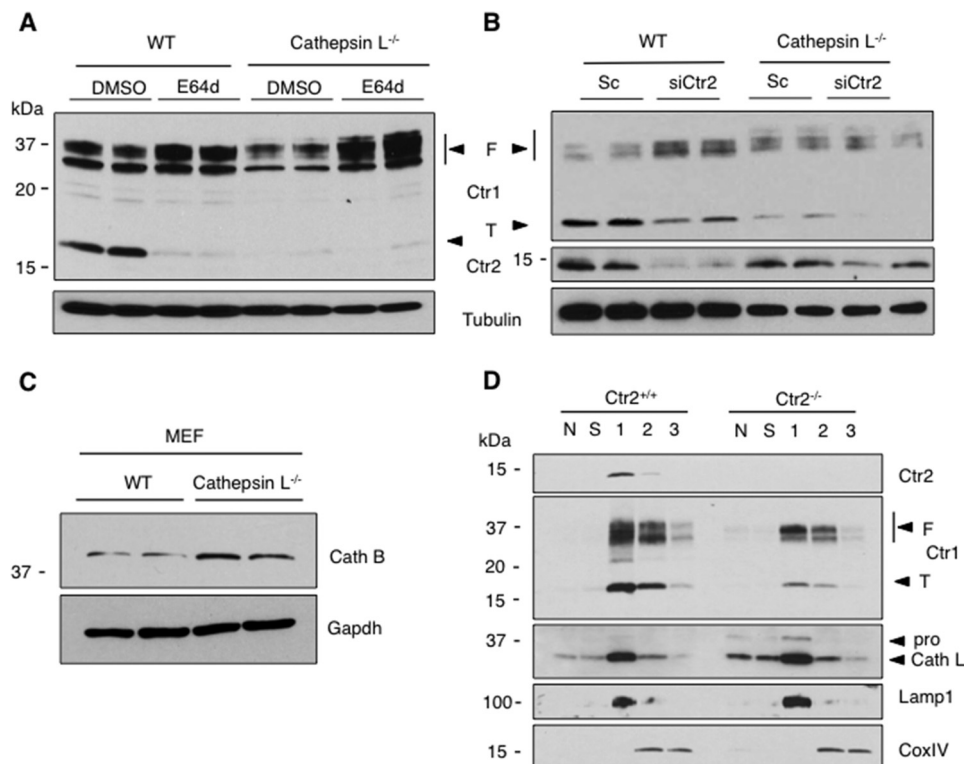 A
WT Cathepsin L-/-
DMSO E64d DMSO E64d
kDa
37 -
20 -
15 -
F
Ctr1
T
Ctr2
Tubulin
B
WT Cathepsin L-/-
Sc siCtr2 Sc siCtr2
15 -
C
MEF
WT Cathepsin L-/-
37 -
Cath B
Gapdh
D
Ctr2+/+ Ctr2-/-
N S 1 2 3 N S 1 2 3
kDa
15 - Ctr2
37 - F
Ctr1
20 -
T
15 -
37 - pro
Cath L
100 - Lamp1
15 - CoxIV